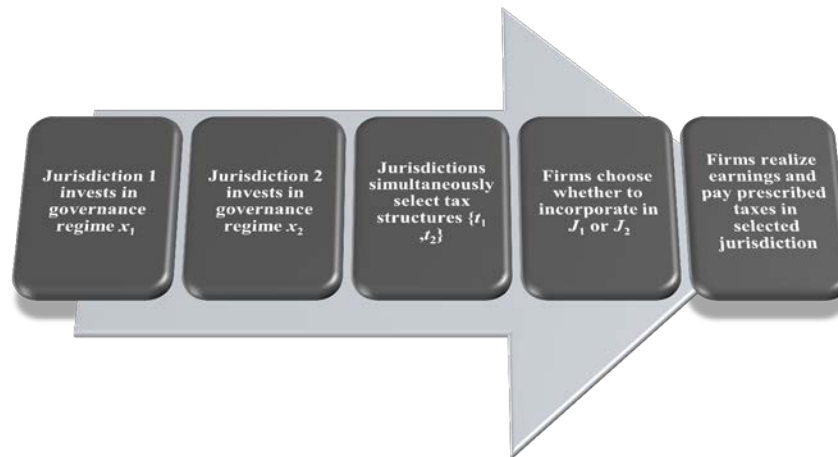 Jurisdiction 1
invests in
governance
regime x₁
Jurisdiction 2
invests in
governance
regime x₂
Jurisdictions
simultaneously
select tax
structures {t₁
,t₂}
Firms choose
whether to
incorporate in
J₁ or J₂
Firms realize
earnings and
pay prescribed
taxes in
selected
jurisdiction